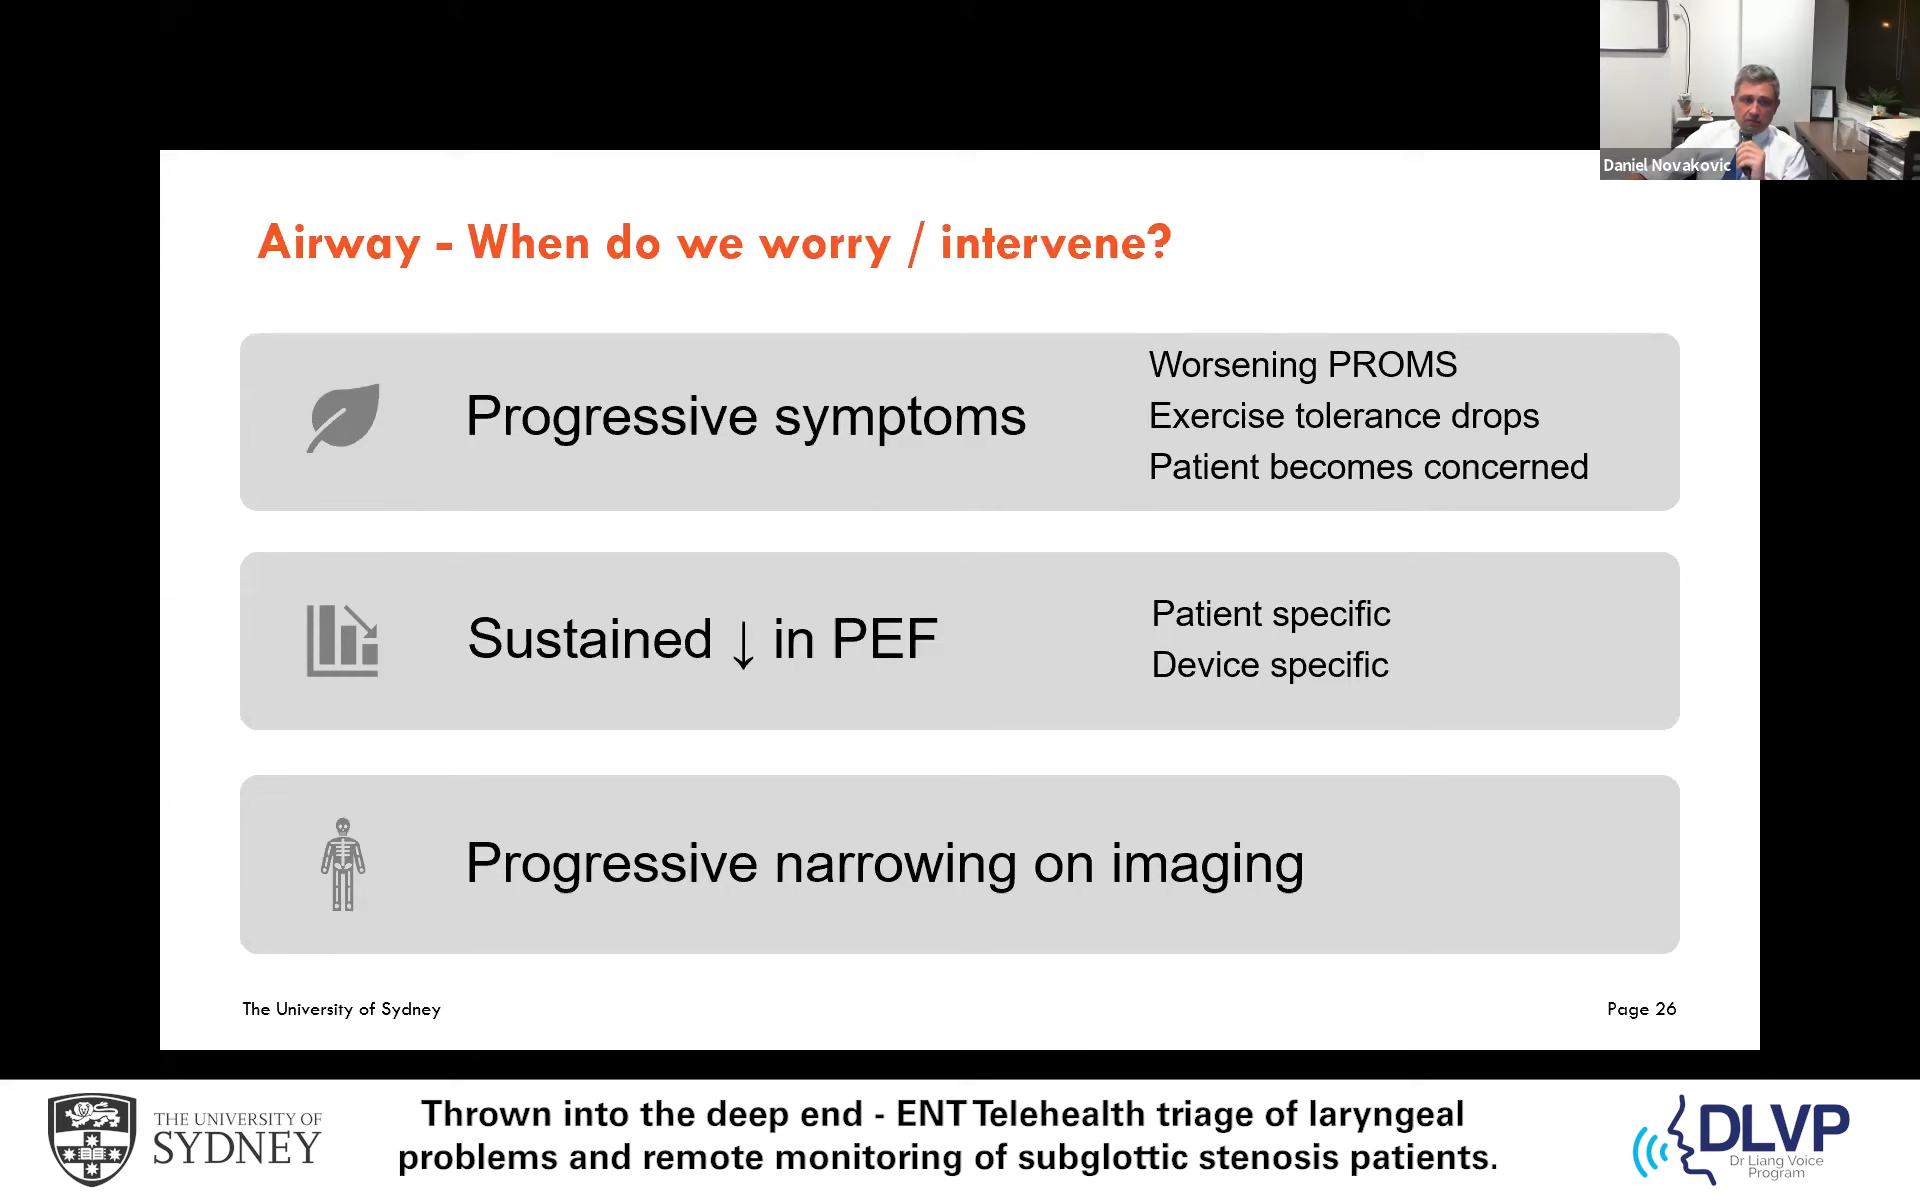 Daniel Novakovic
Airway - When do we worry / intervene?
Progressive symptoms
Worsening PROMS
Exercise tolerance drops
Patient becomes concerned
Sustained ↓ in PEF
Patient specific
Device specific
Progressive narrowing on imaging
The University of Sydney
Page 26
THE UNIVERSITY OF
SYDNEY
Thrown into the deep end - ENT Telehealth triage of laryngeal
problems and remote monitoring of subglottic stenosis patients.
DLVP
Dr Liang Voice
Program